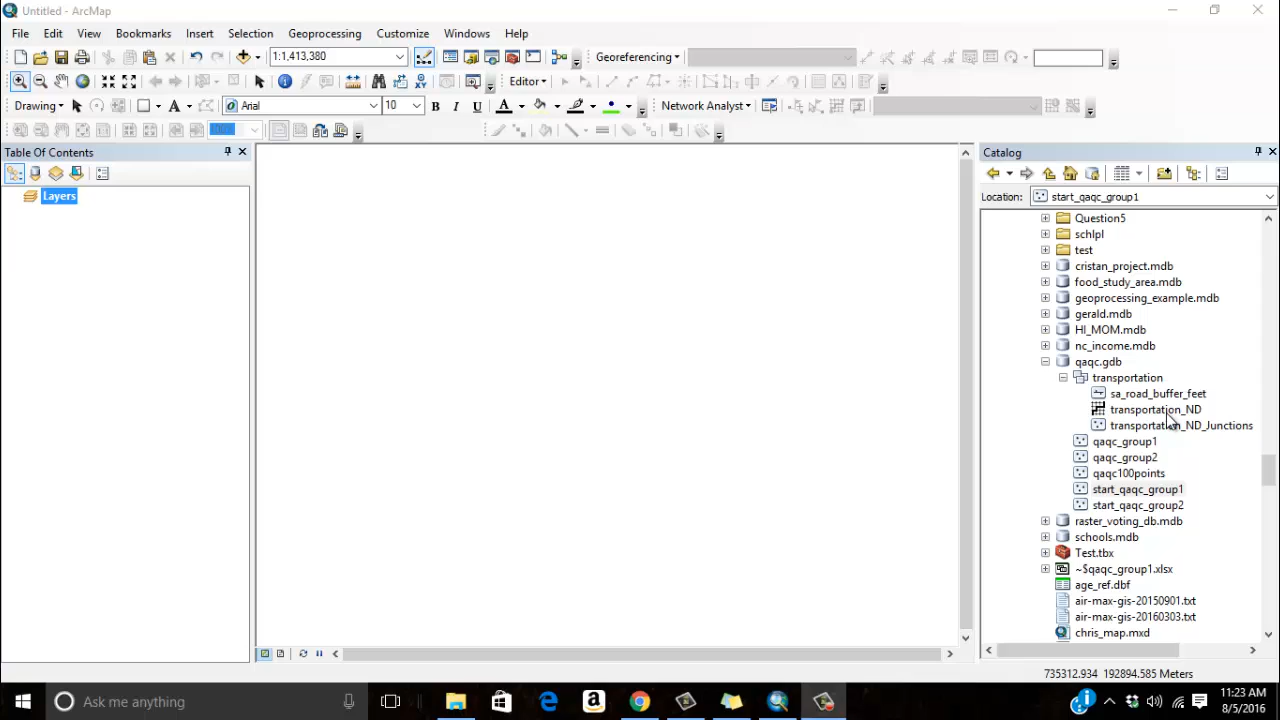 Untitled - ArcMap
File Edit View Bookmarks Insert Selection Geoprocessing Customize Windows Help
1:1,413,380 Georeferencing
Editor
Drawing A Arial 10 B I U A Network Analyst
Table Of Contents
Layers
Catalog
Location: start_qaqc_group1
Question5
schlpl
test
cristan_project.mdb
food_study_area.mdb
geoprocessing_example.mdb
gerald.mdb
HI_MOM.mdb
nc_income.mdb
qaqc.gdb
transportation
sa_road_buffer_feet
transportation_ND
transportation_ND_Junctions
qaqc_group1
qaqc_group2
qaqc100points
start_qaqc_group1
start_qaqc_group2
raster_voting_db.mdb
schools.mdb
Test.tbx
~$qaqc_group1.xlsx
age_ref.dbf
air-max-gis-20150901.txt
air-max-gis-20160303.txt
chris_map.mxd
735312.934 192894.585 Meters
Ask me anything
11:23 AM
8/5/2016